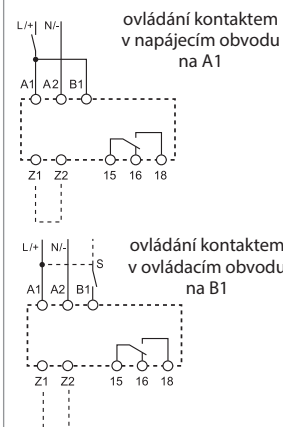 ovládání kontaktem
v napájecím obvodu
na A1
L/+ N/-
A1 A2 B1
Z1 Z2 15 16 18
ovládání kontaktem
v ovládacím obvodu
na B1
L/+ N/- S
A1 A2 B1
Z1 Z2 15 16 18